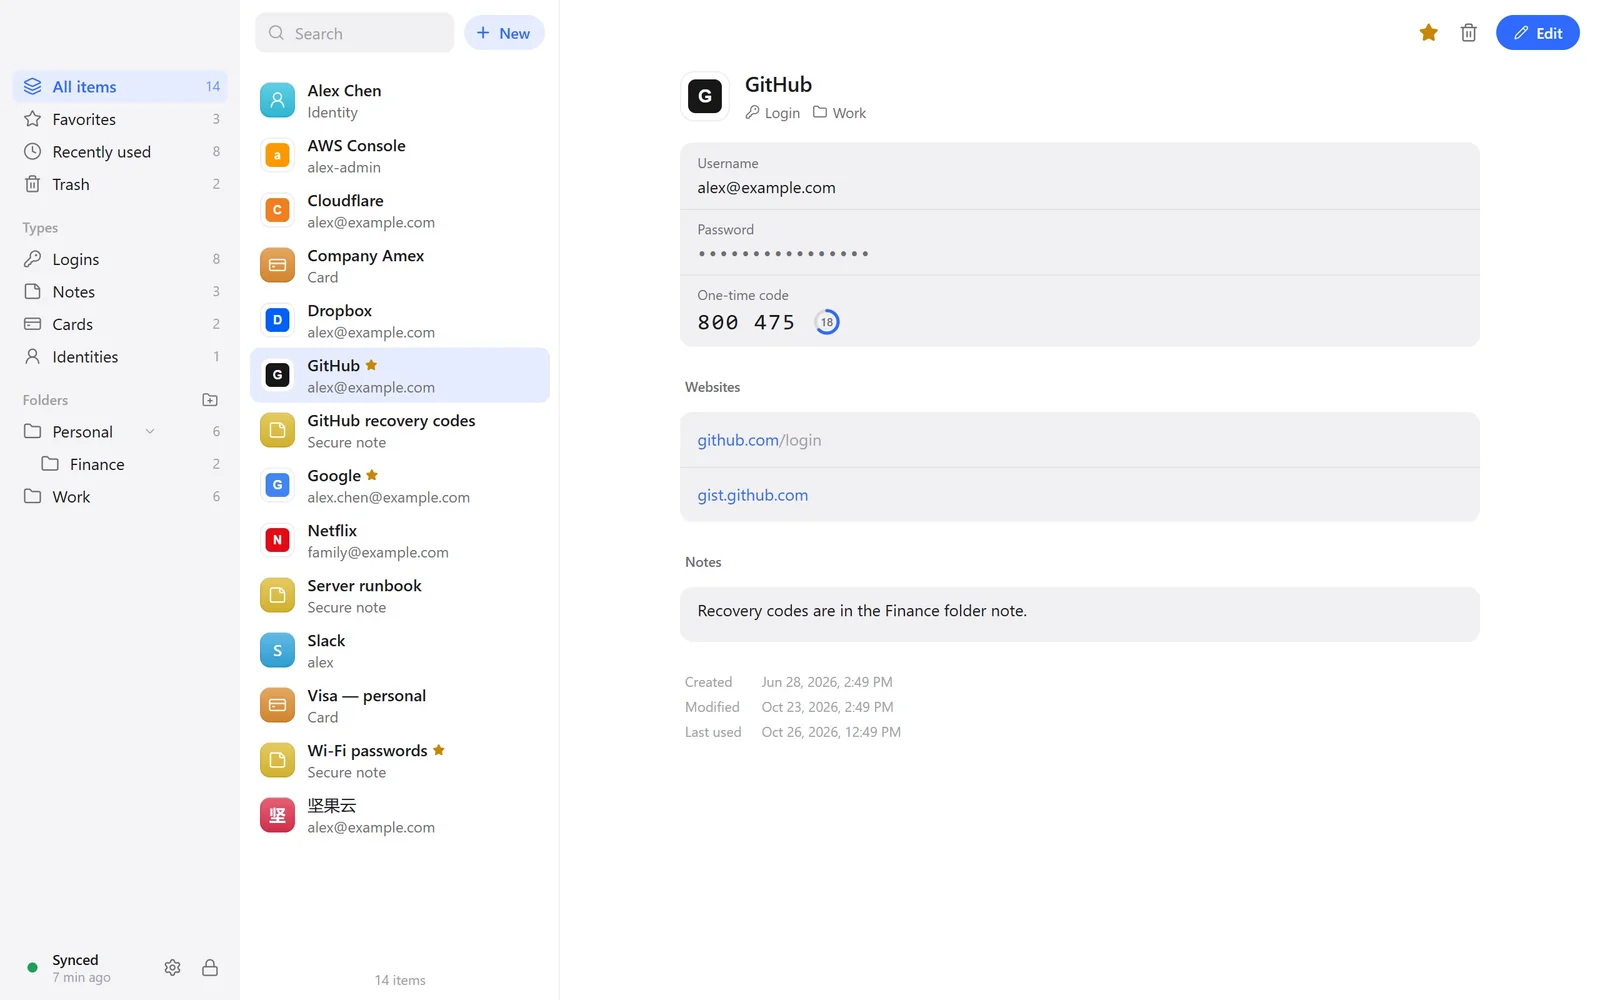 Search
New
All items 14
Favorites 3
Recently used 8
Trash 2
Types
Logins 8
Notes 3
Cards 2
Identities 1
Folders
Personal 6
Finance 2
Work 6
Synced
7 min ago
Alex Chen
Identity
a
AWS Console
alex-admin
C
Cloudflare
alex@example.com
Company Amex
Card
D
Dropbox
alex@example.com
G
GitHub
alex@example.com
GitHub recovery codes
Secure note
G
Google
alex.chen@example.com
N
Netflix
family@example.com
Server runbook
Secure note
S
Slack
alex
Visa — personal
Card
Wi-Fi passwords
Secure note
坚
坚果云
alex@example.com
14 items
Edit
G
GitHub
Login Work
Username
alex@example.com
Password
••••••••••••••••
One-time code
800 475 18
Websites
github.com/login
gist.github.com
Notes
Recovery codes are in the Finance folder note.
Created Jun 28, 2026, 2:49 PM
Modified Oct 23, 2026, 2:49 PM
Last used Oct 26, 2026, 12:49 PM